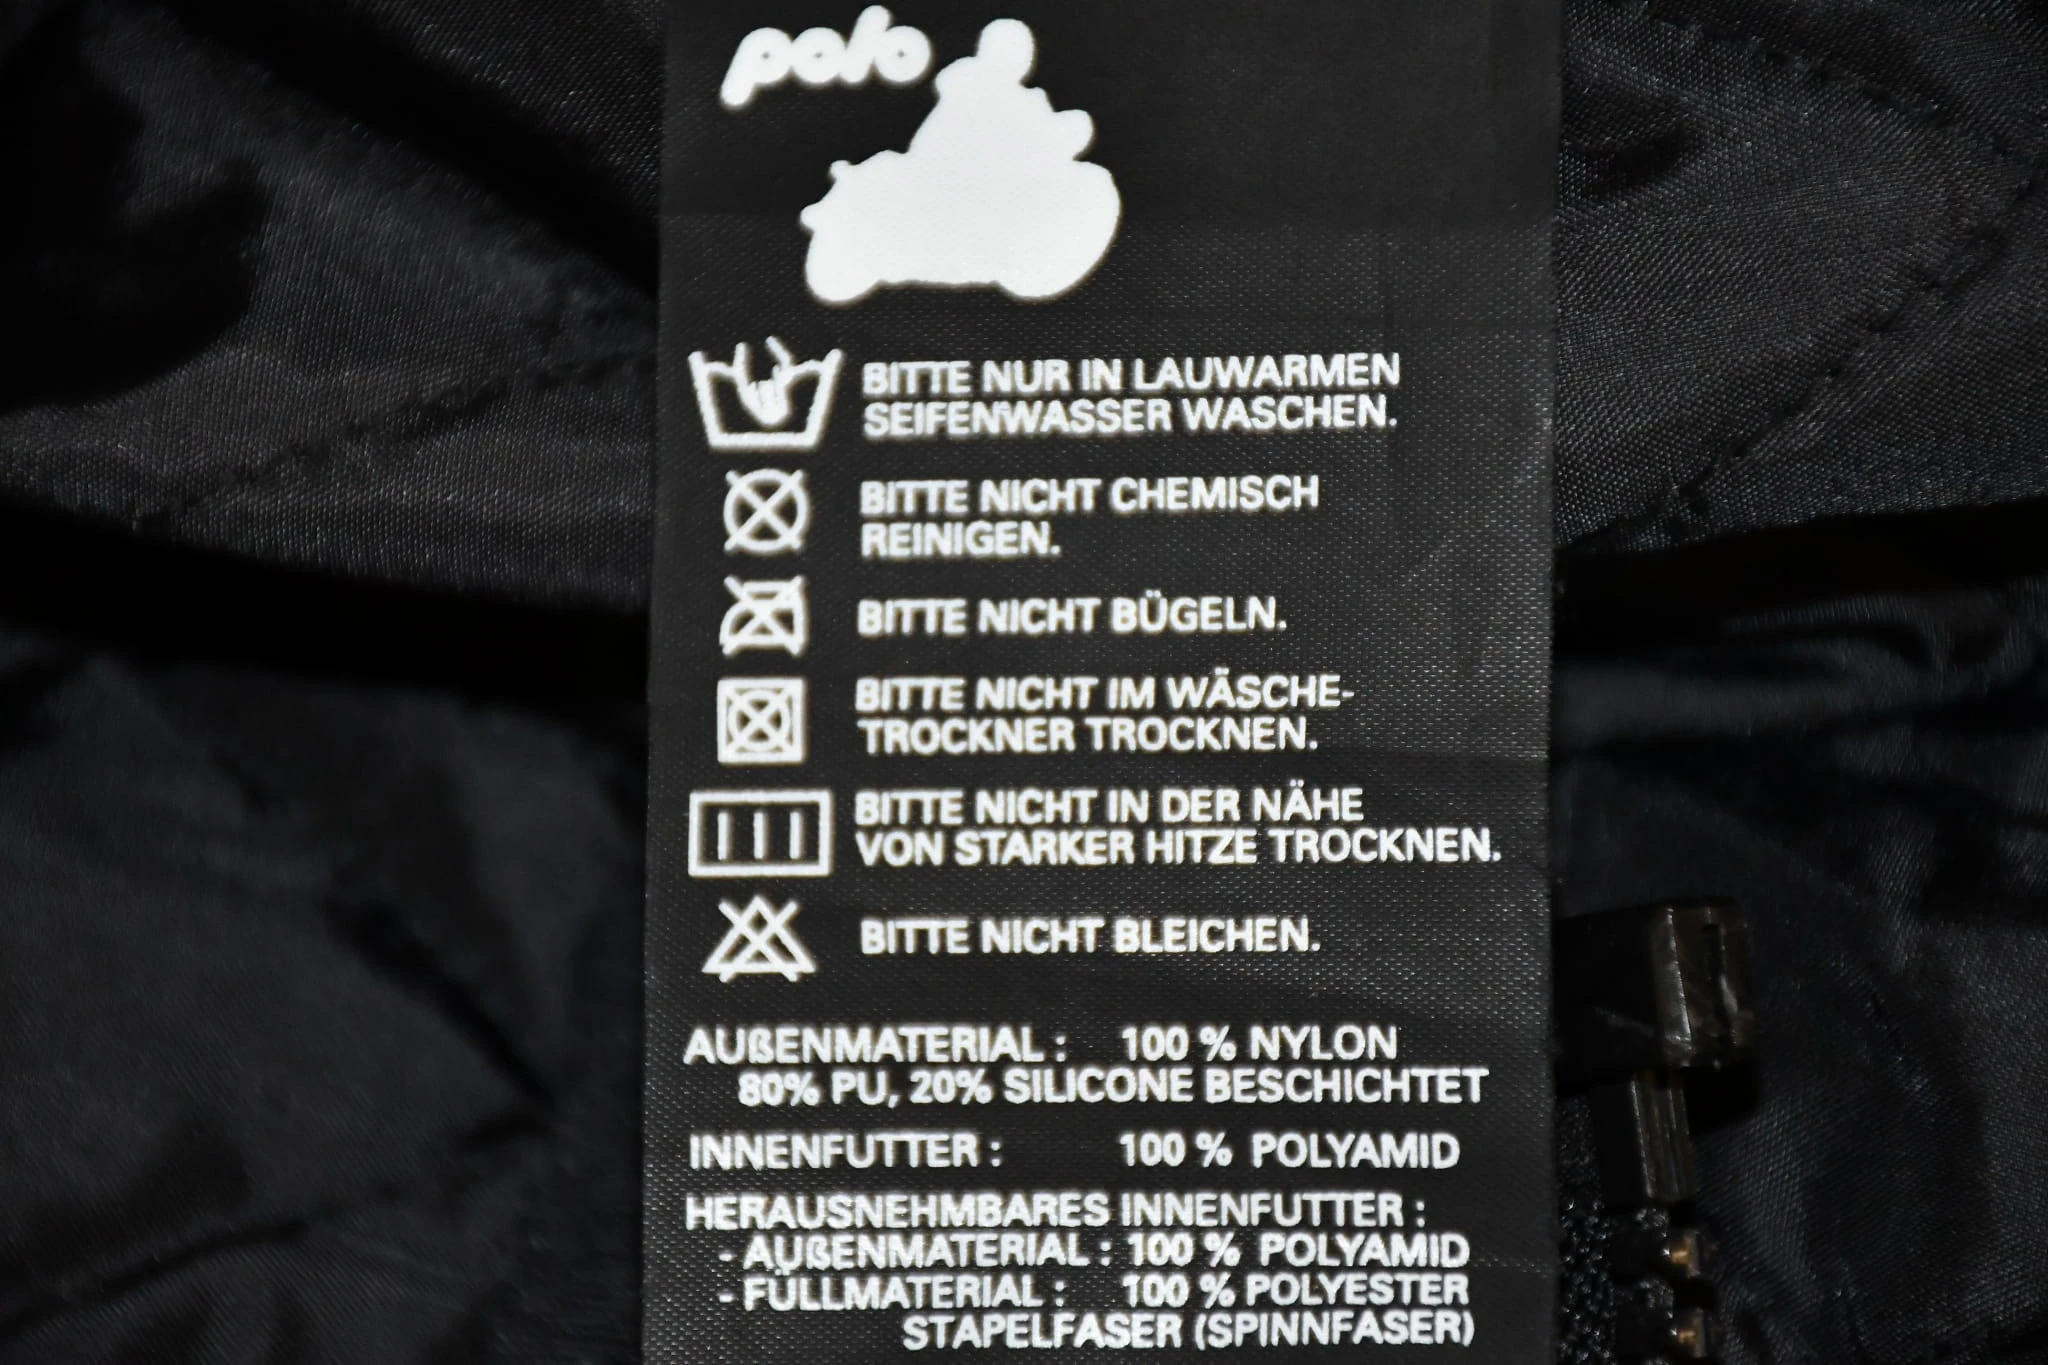 polo
BITTE NUR IN LAUWARMEN
SEIFENWASSER WASCHEN.
BITTE NICHT CHEMISCH
REINIGEN.
BITTE NICHT BÜGELN.
BITTE NICHT IM WÄSCHE-
TROCKNER TROCKNEN.
BITTE NICHT IN DER NÄHE
VON STARKER HITZE TROCKNEN.
BITTE NICHT BLEICHEN.
AUßENMATERIAL : 100 % NYLON
80% PU, 20% SILICONE BESCHICHTET
INNENFUTTER : 100 % POLYAMID
HERAUSNEHMBARES INNENFUTTER :
- AUßENMATERIAL : 100 % POLYAMID
- FÜLLMATERIAL : 100 % POLYESTER
STAPELFASER (SPINNFASER)